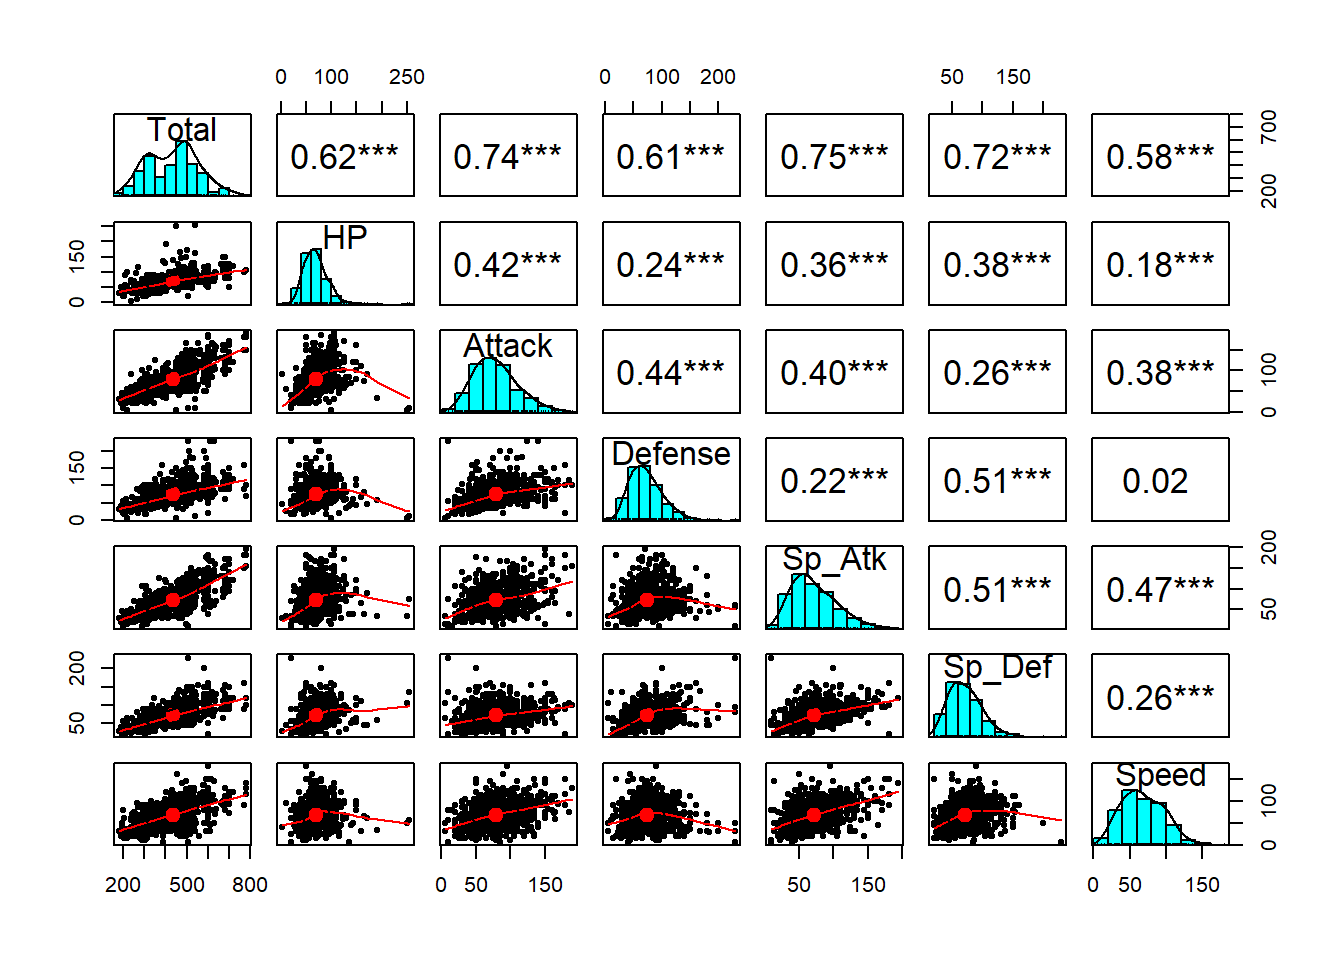 0 100 250 0 100 200 50 150
Total 0.62*** 0.74*** 0.61*** 0.75*** 0.72*** 0.58*** 200 700
0 150 HP 0.42*** 0.24*** 0.36*** 0.38*** 0.18***
Attack 0.44*** 0.40*** 0.26*** 0.38*** 0 100
0 150 Defense 0.22*** 0.51*** 0.02
Sp_Atk 0.51*** 0.47*** 50 200
50 200 Sp_Def 0.26***
Speed 0 100
200 500 800 0 50 150 50 150 0 50 150